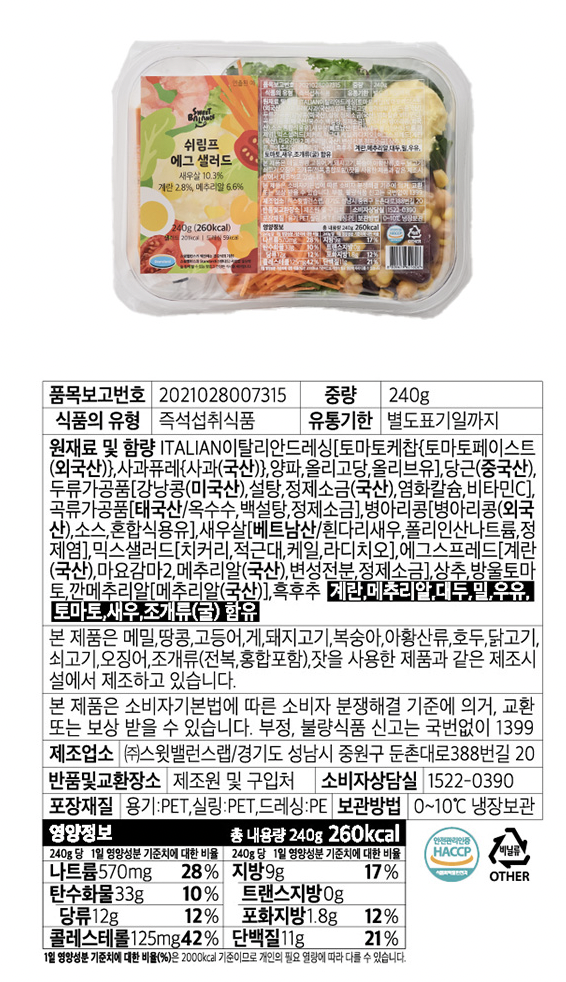 SWEET BALANCE
쉬림프
에그 샐러드
새우살 10.3%
계란 2.8%, 메추리알 6.6%
240g (260kcal)
품목보고번호 2021028007315 중량 240g
식품의 유형 즉석섭취식품 유통기한 별도표기일까지
원재료 및 함량 ITALIAN이탈리안드레싱[토마토케찹{토마토페이스트
(외국산)},사과퓨레{사과(국산)},양파,올리고당,올리브유],당근(중국산),
두류가공품[강낭콩(미국산),설탕,정제소금(국산),염화칼슘,비타민C],
곡류가공품[태국산/옥수수,백설탕,정제소금],병아리콩[병아리콩(외국
산),소스,혼합식용유],새우살[베트남산/흰다리새우,폴리인산나트륨,정
제염],믹스샐러드[치커리,적근대,케일,라디치오],에그스프레드[계란
(국산),마요감마2,메추리알(국산),변성전분,정제소금],상추,방울토마
토,깐메추리알[메추리알(국산)],흑후추 계란,메추리알,대두,밀,우유,
토마토,새우,조개류(굴) 함유
본 제품은 메밀,땅콩,고등어,게,돼지고기,복숭아,아황산류,호두,닭고기,
쇠고기,오징어,조개류(전복,홍합포함),잣을 사용한 제품과 같은 제조시
설에서 제조하고 있습니다.
본 제품은 소비자기본법에 따른 소비자 분쟁해결 기준에 의거, 교환
또는 보상 받을 수 있습니다. 부정, 불량식품 신고는 국번없이 1399
제조업소 ㈜스윗밸런스랩/경기도 성남시 중원구 둔촌대로388번길 20
반품및교환장소 제조원 및 구입처 소비자상담실 1522-0390
포장재질 용기:PET,실링:PET,드레싱:PE 보관방법 0~10℃ 냉장보관
영양정보 총 내용량 240g 260kcal
240g 당 1일 영양성분 기준치에 대한 비율 240g 당 1일 영양성분 기준치에 대한 비율
나트륨570mg 28% 지방9g 17%
탄수화물33g 10% 트랜스지방0g
당류12g 12% 포화지방1.8g 12%
콜레스테롤125mg42% 단백질11g 21%
1일 영양성분 기준치에 대한 비율(%)은 2000kcal 기준이므로 개인의 필요 열량에 따라 다를 수 있습니다.
안전관리인증
HACCP
식품의약품안전처
비닐류
OTHER